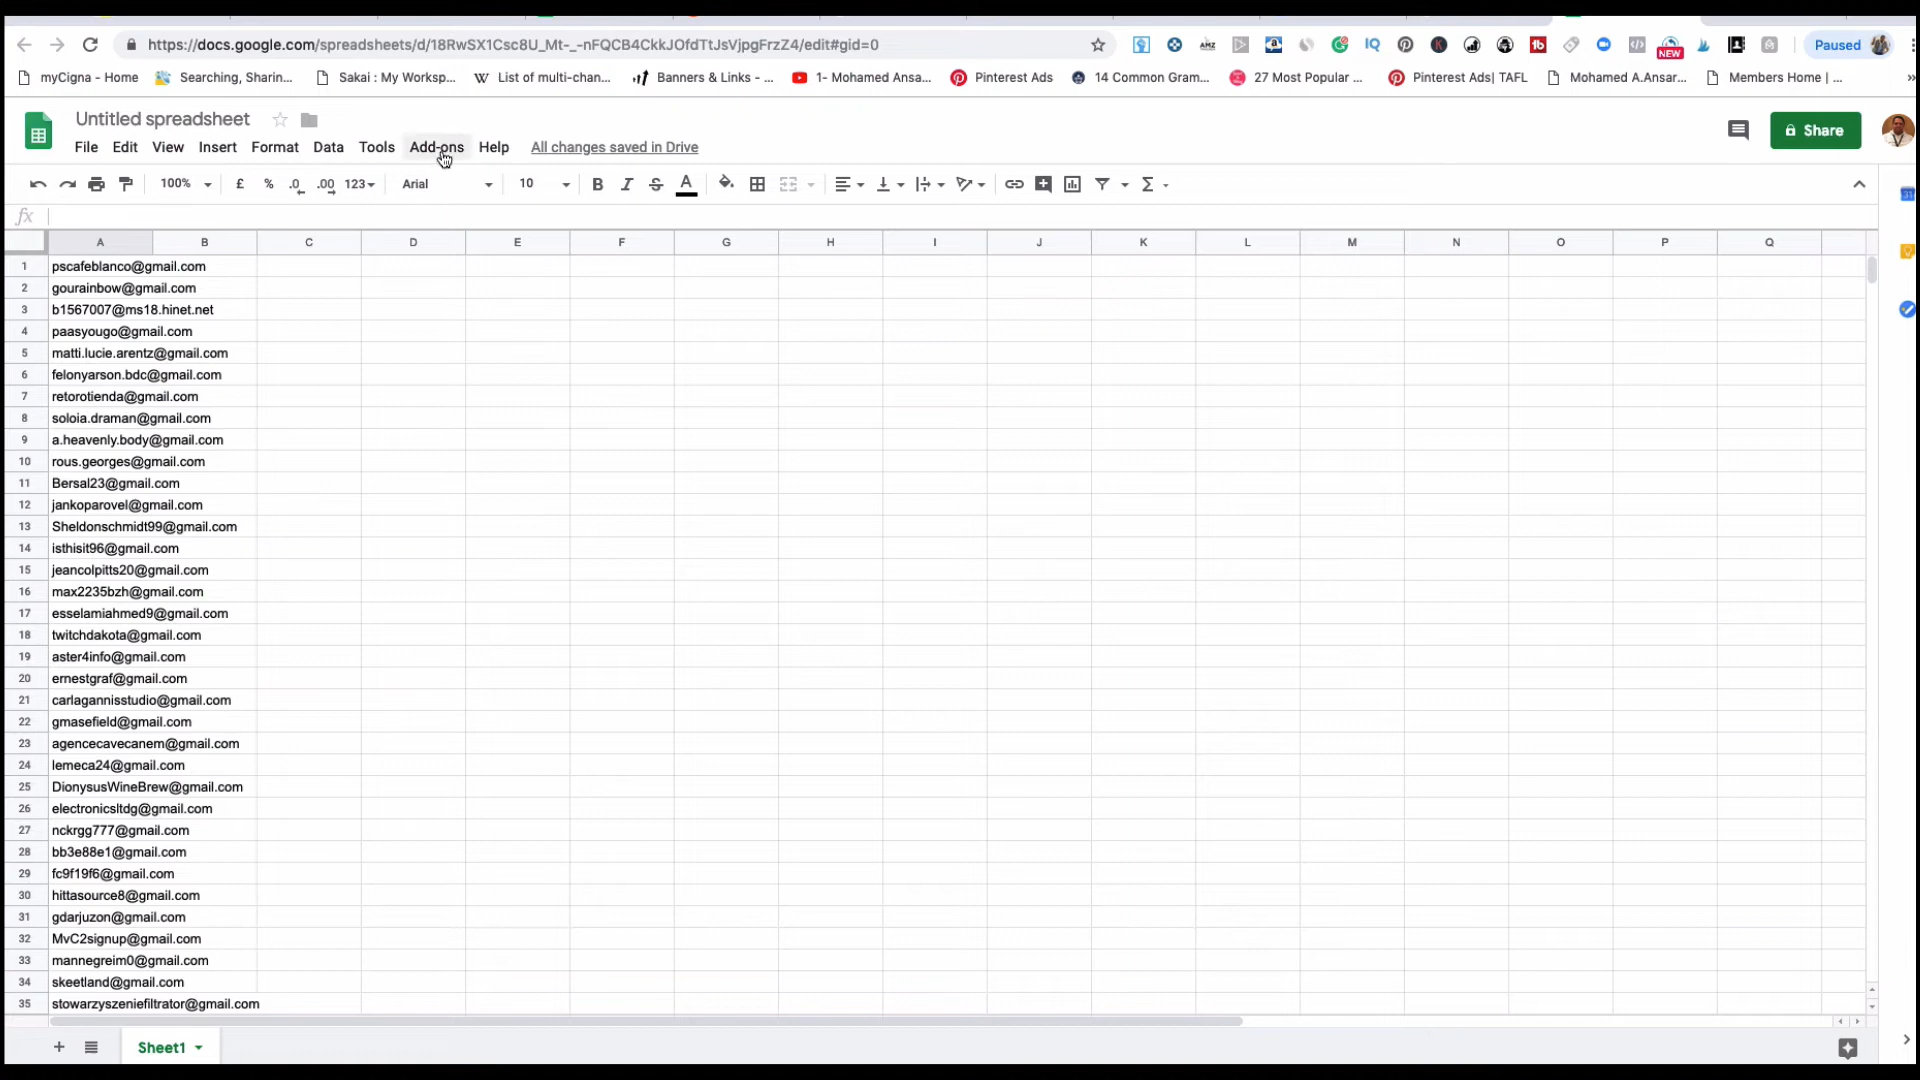 https://docs.google.com/spreadsheets/d/18RwSX1Csc8U_Mt-_-nFQCB4CkkJOfdTtJsVjpgFrzZ4/edit#gid=0 AMZ IQ K tb NEW Paused
myCigna - Home Searching, Sharin... Sakai : My Worksp... W List of multi-chan... Banners & Links - ... 1- Mohamed Ansa... Pinterest Ads 14 Common Gram... 27 Most Popular ... Pinterest Ads| TAFL Mohamed A.Ansar... Members Home | ... »
Untitled spreadsheet
Share
File Edit View Insert Format Data Tools Add-ons Help All changes saved in Drive
100% £ % .0 .00 123 Arial 10 B I S A Σ
fx
A B C D E F G H I J K L M N O P Q
1 pscafeblanco@gmail.com
2 gourainbow@gmail.com
3 b1567007@ms18.hinet.net
4 paasyougo@gmail.com
5 matti.lucie.arentz@gmail.com
6 felonyarson.bdc@gmail.com
7 retorotienda@gmail.com
8 soloia.draman@gmail.com
9 a.heavenly.body@gmail.com
10 rous.georges@gmail.com
11 Bersal23@gmail.com
12 jankoparovel@gmail.com
13 Sheldonschmidt99@gmail.com
14 isthisit96@gmail.com
15 jeancolpitts20@gmail.com
16 max2235bzh@gmail.com
17 esselamiahmed9@gmail.com
18 twitchdakota@gmail.com
19 aster4info@gmail.com
20 ernestgraf@gmail.com
21 carlagannisstudio@gmail.com
22 gmasefield@gmail.com
23 agencecavecanem@gmail.com
24 lemeca24@gmail.com
25 DionysusWineBrew@gmail.com
26 electronicsltdg@gmail.com
27 nckrgg777@gmail.com
28 bb3e88e1@gmail.com
29 fc9f19f6@gmail.com
30 hittasource8@gmail.com
31 gdarjuzon@gmail.com
32 MvC2signup@gmail.com
33 mannegreim0@gmail.com
34 skeetland@gmail.com
35 stowarzyszeniefiltrator@gmail.com
Sheet1